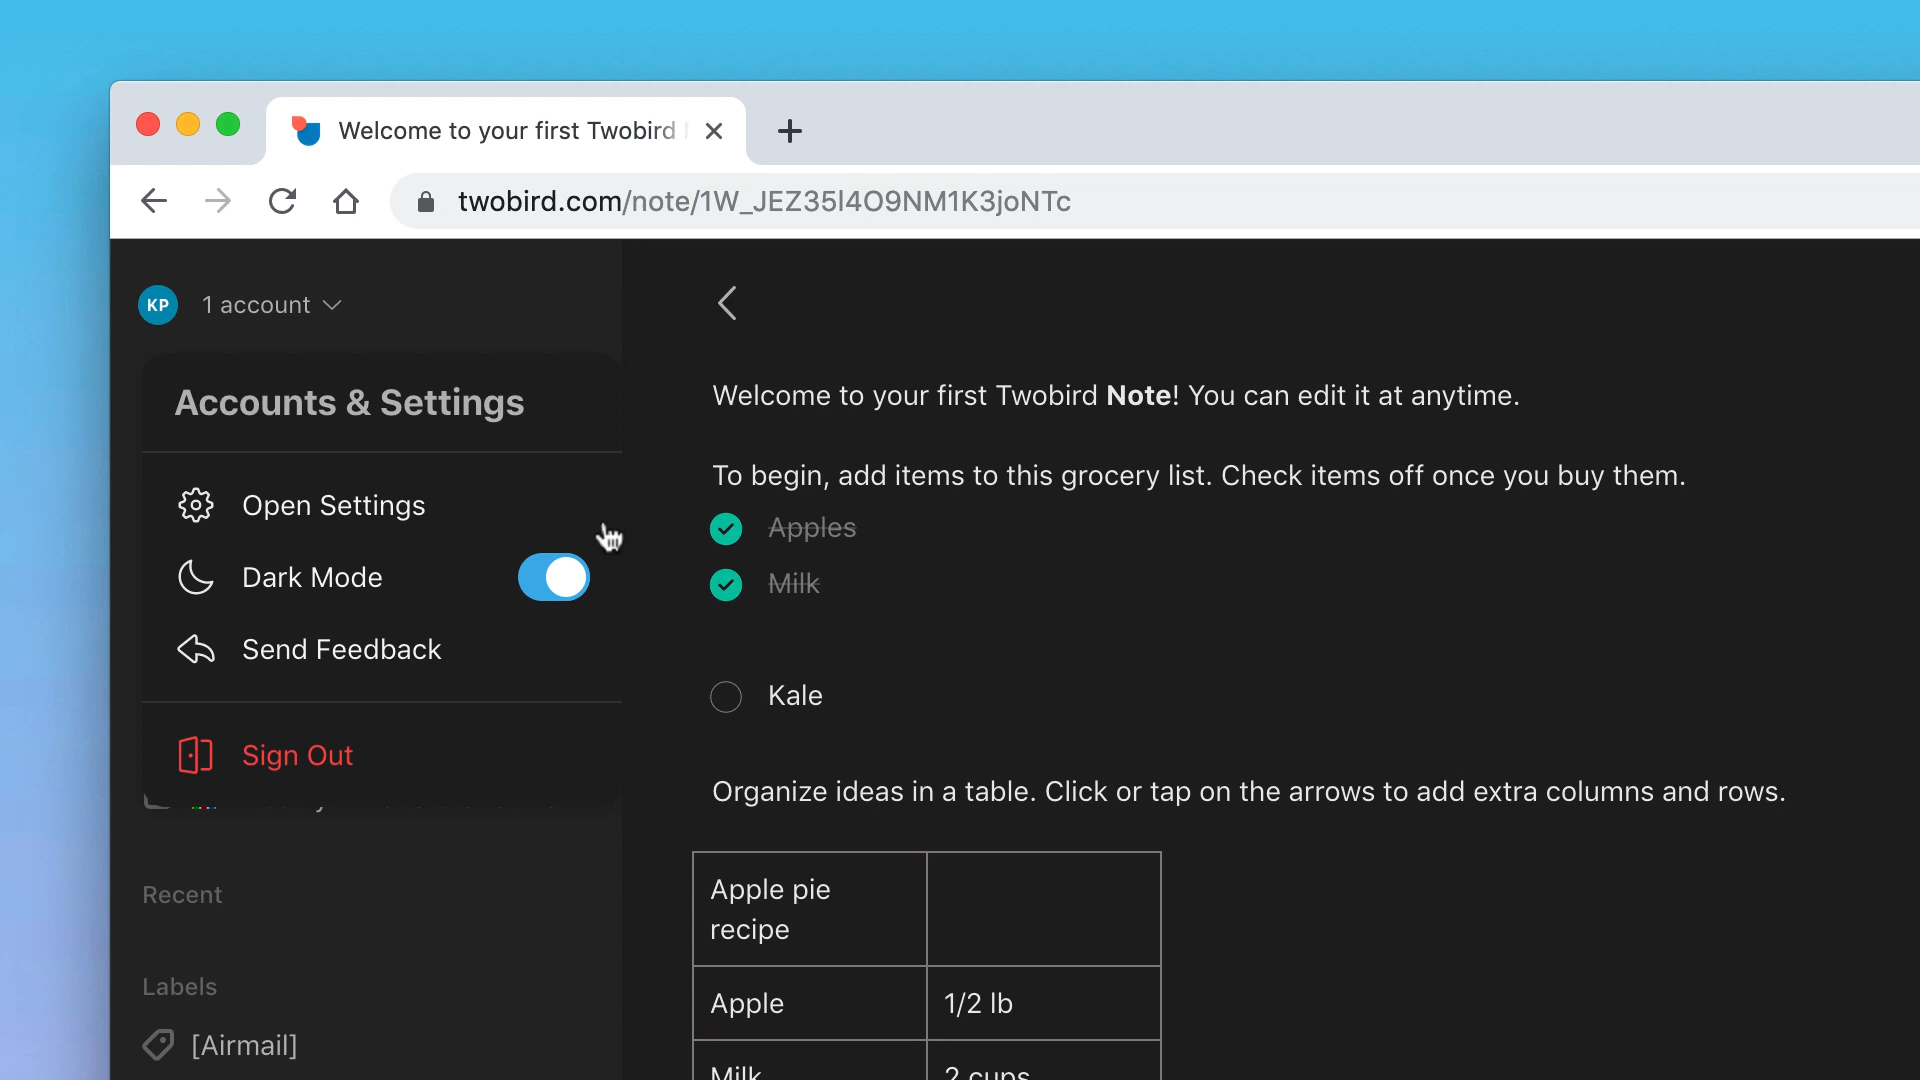 Welcome to your first Twobird
twobird.com/note/1W_JEZ35l4O9NM1K3joNTc
KP 1 account
Accounts & Settings
Open Settings
Dark Mode
Send Feedback
Sign Out
Recent
Labels
[Airmail]
Welcome to your first Twobird Note! You can edit it at anytime.
To begin, add items to this grocery list. Check items off once you buy them.
Apples
Milk
Kale
Organize ideas in a table. Click or tap on the arrows to add extra columns and rows.
Apple pie
recipe
Apple 1/2 lb
Milk 2 cups